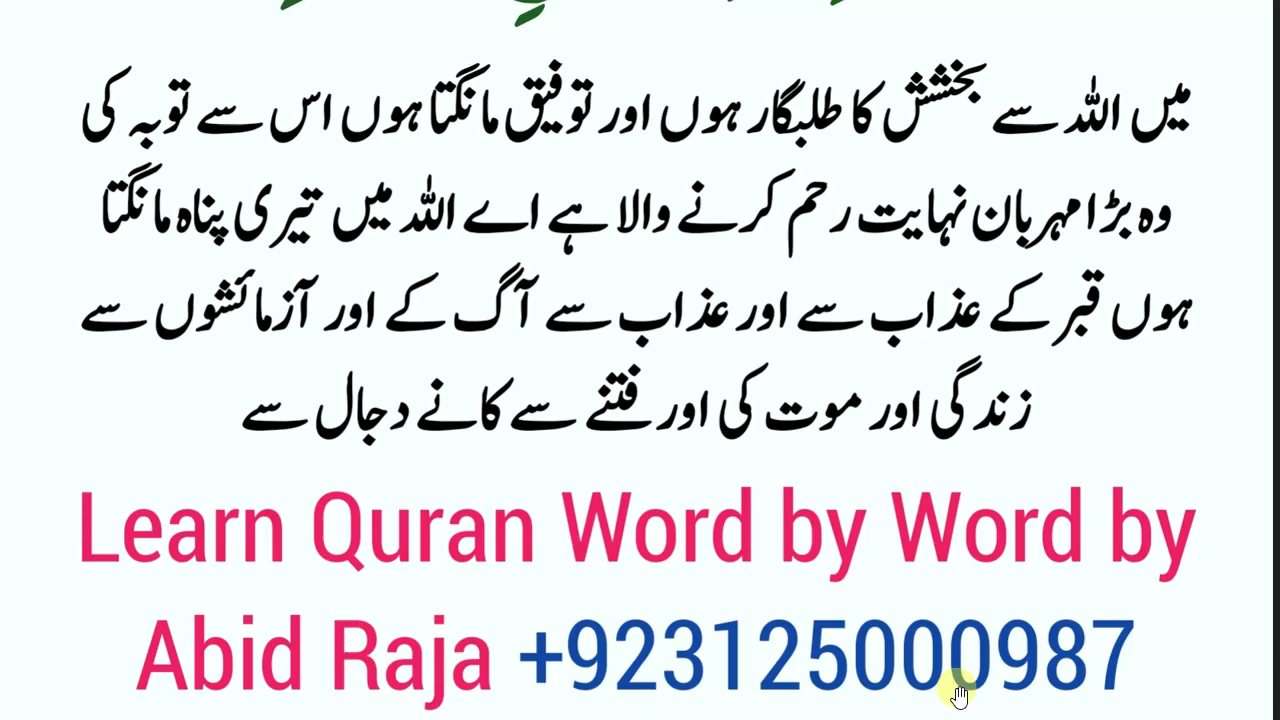 میں اللہ سے بخشش کا طلبگار ہوں اور توفیق مانگتا ہوں اس سے توبہ کی
وہ بڑا مہربان نہایت رحم کرنے والا ہے اے اللہ میں تیری پناہ مانگتا
ہوں قبر کے عذاب سے اور عذاب سے آگ کے اور آزمائشوں سے
زندگی اور موت کی اور فتنے سے کانے دجال سے
Learn Quran Word by Word by
Abid Raja +923125000987